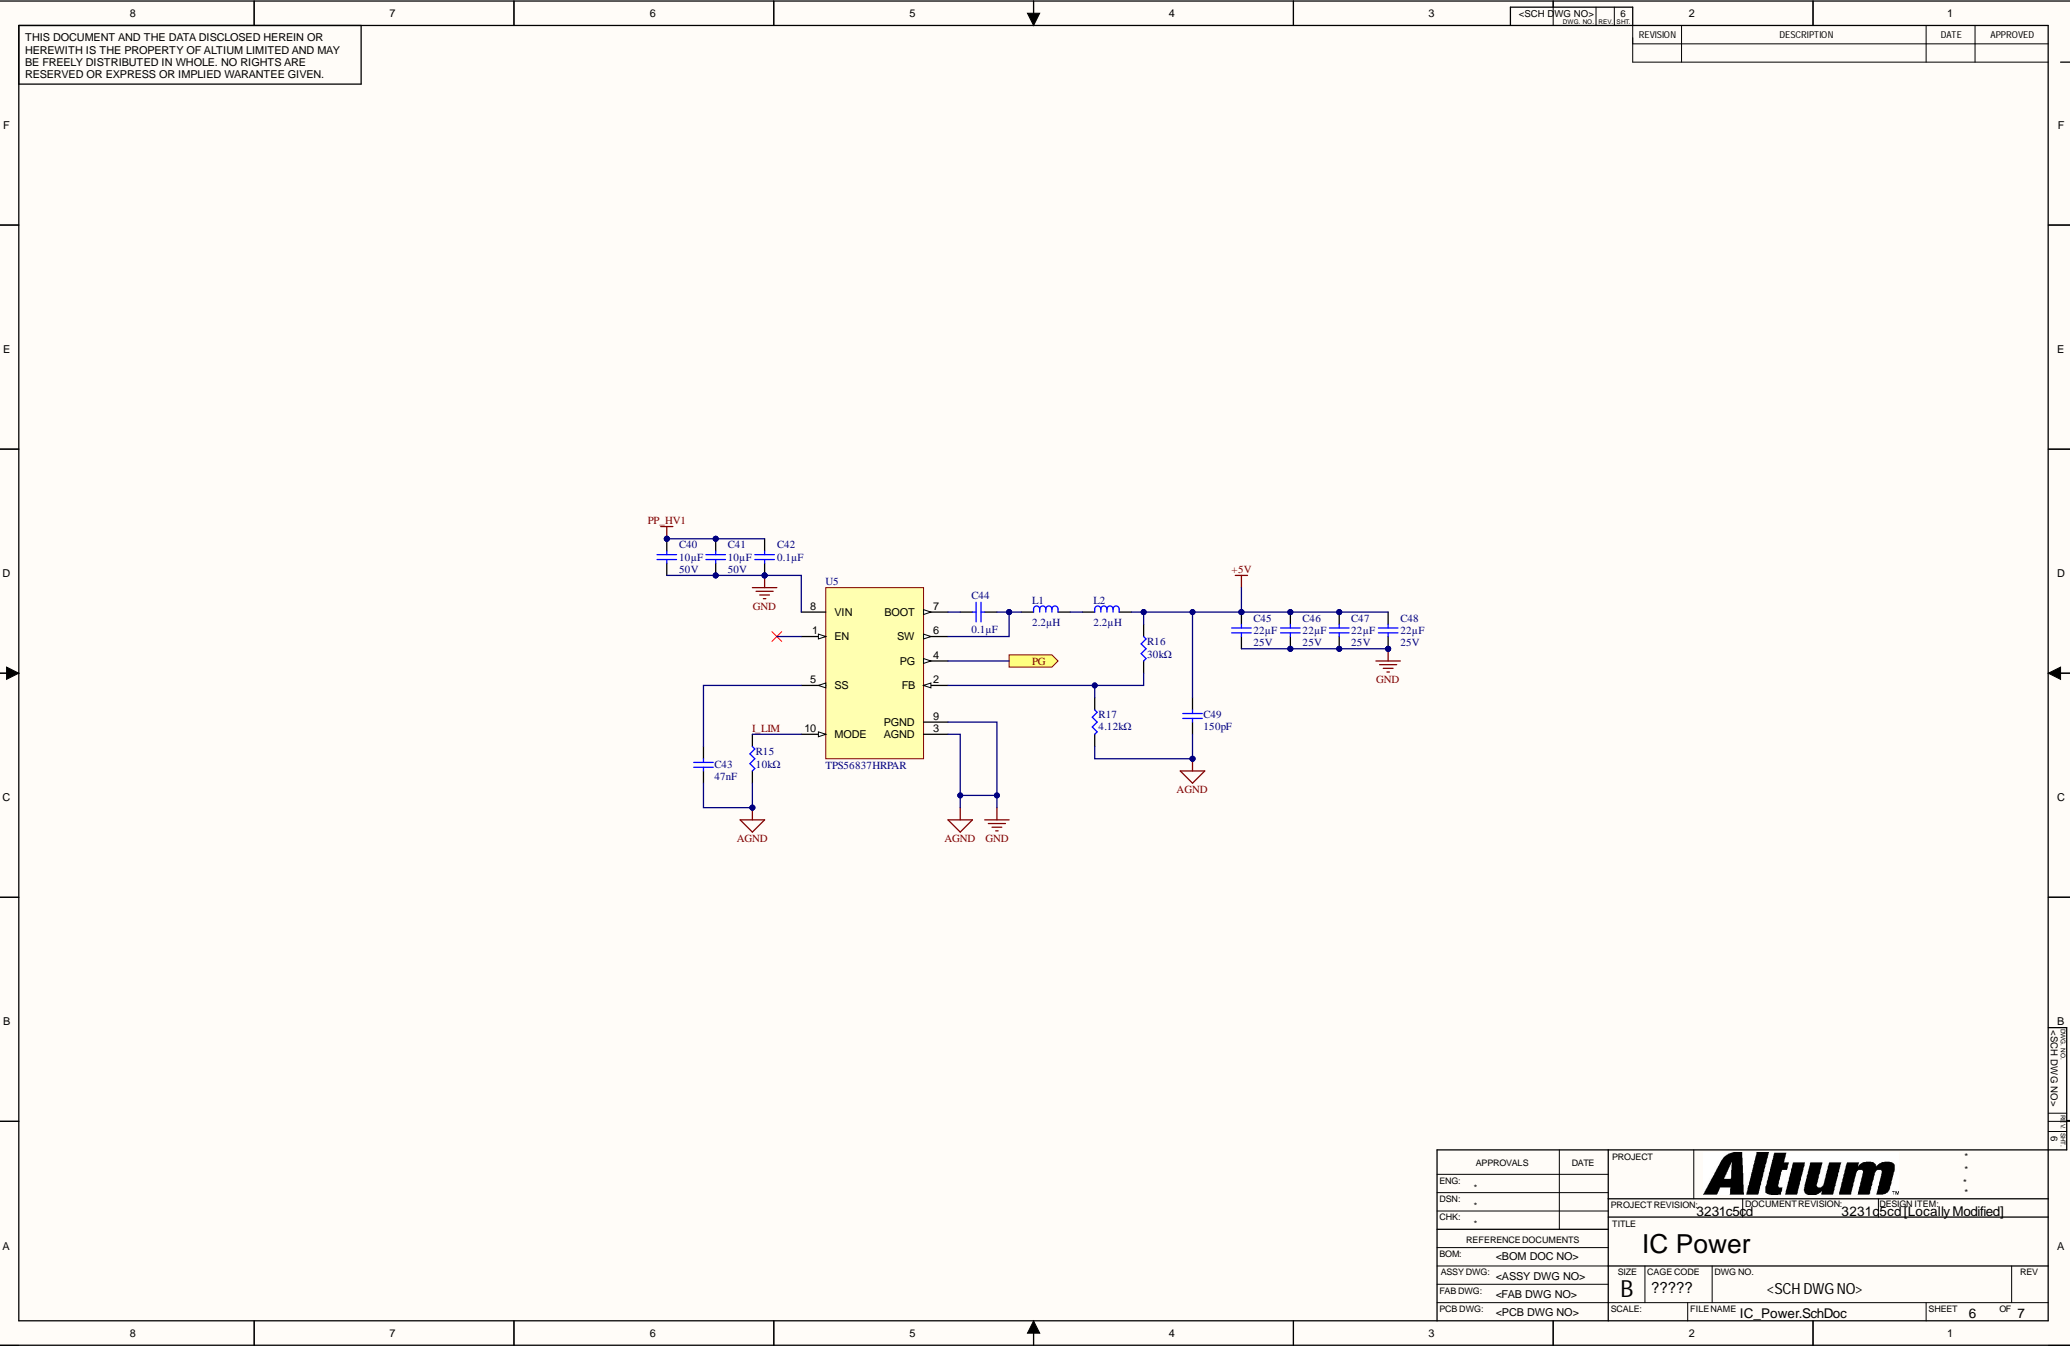 8 7 6 5 4 3 2 1
<SCH DWG NO> 6
DWG. NO. REV. SHT.
THIS DOCUMENT AND THE DATA DISCLOSED HEREIN OR
HEREWITH IS THE PROPERTY OF ALTIUM LIMITED AND MAY
BE FREELY DISTRIBUTED IN WHOLE. NO RIGHTS ARE
RESERVED OR EXPRESS OR IMPLIED WARANTEE GIVEN.
REVISION DESCRIPTION DATE APPROVED
F F
E E
D D
C C
B B
A A
PP_HV1
C40
10µF
50V
C41
10µF
50V
C42
0.1µF
GND
U5
8 VIN
1 EN
5 SS
10 MODE
BOOT 7
SW 6
PG 4
FB 2
PGND 9
AGND 3
TPS56837HRPAR
I_LIM
R15
10kΩ
C43
47nF
AGND
AGND
GND
C44
0.1µF
L1
2.2µH
L2
2.2µH
PG
R16
30kΩ
R17
4.12kΩ
C49
150pF
AGND
+5V
C45
22µF
25V
C46
22µF
25V
C47
22µF
25V
C48
22µF
25V
GND
DWG. NO.
<SCH DWG NO>
REV. SHT.
6
APPROVALS DATE
ENG: *
DSN: *
CHK: *
REFERENCE DOCUMENTS
BOM: <BOM DOC NO>
ASSY DWG: <ASSY DWG NO>
FAB DWG: <FAB DWG NO>
PCB DWG: <PCB DWG NO>
PROJECT
Altium TM
*
*
*
*
PROJECT REVISION: 3231c5cd
DOCUMENT REVISION: 3231c5cd
DESIGN ITEM: [Locally Modified]
TITLE
IC Power
SIZE B
CAGE CODE ?????
DWG NO. <SCH DWG NO>
REV
SCALE:
FILENAME IC_Power.SchDoc
SHEET 6 OF 7
8 7 6 5 4 3 2 1